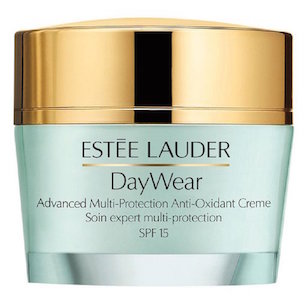 ESTĒE LAUDER
DayWear
Advanced Multi-Protection Anti-Oxidant Creme
Soin expert multi-protection
SPF 15